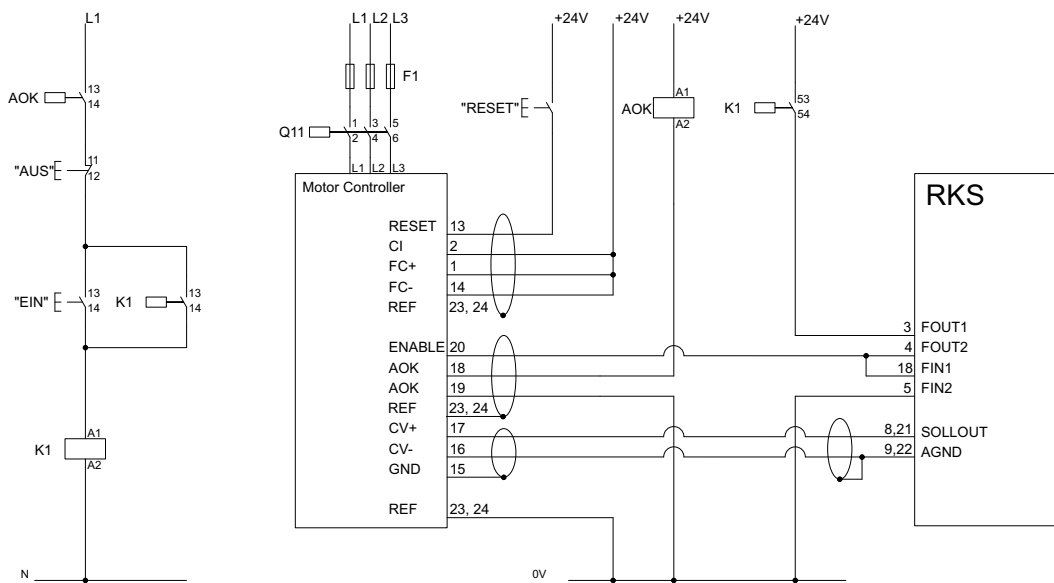 L1
L1 L2 L3
+24V
+24V
+24V
+24V
F1
AOK
13
14
"RESET"
AOK
A1
A2
K1
53
54
Q11
1
2
3
4
5
6
"AUS"
11
12
L1 L2 L3
Motor Controller
RKS
RESET 13
CI 2
FC+ 1
FC- 14
REF 23, 24
"EIN"
13
14
K1
13
14
3 FOUT1
4 FOUT2
18 FIN1
5 FIN2
ENABLE 20
AOK 18
AOK 19
REF 23, 24
CV+ 17
CV- 16
GND 15
8,21 SOLLOUT
9,22 AGND
K1
A1
A2
REF 23, 24
N
0V